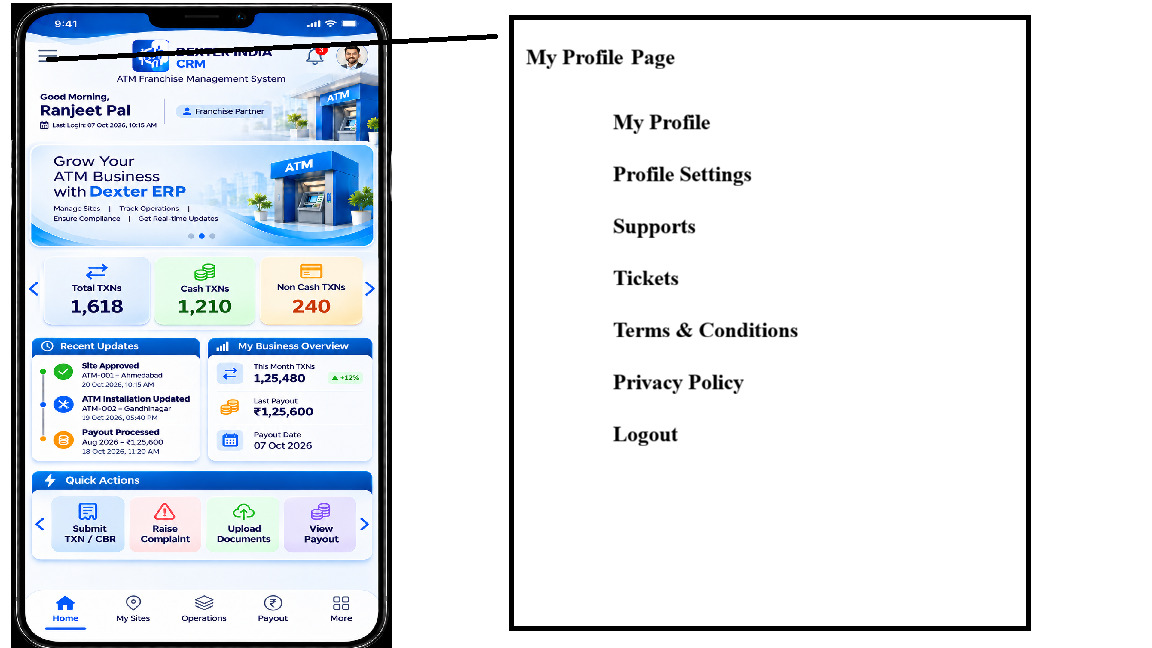 9:41
DEXTER INDIA
CRM
ATM Franchise Management System
3
Good Morning,
Ranjeet Pal
Last Login: 07 Oct 2026, 10:15 AM
Franchise Partner
ATM
Grow Your
ATM Business
with Dexter ERP
Manage Sites | Track Operations |
Ensure Compliance | Get Real-time Updates
ATM
Total TXNs
1,618
Cash TXNs
1,210
Non Cash TXNs
240
Recent Updates
Site Approved
ATM-001 – Ahmedabad
20 Oct 2026, 10:15 AM
ATM Installation Updated
ATM-002 – Gandhinagar
19 Oct 2026, 05:40 PM
Payout Processed
Aug 2026 – ₹1,25,600
18 Oct 2026, 11:20 AM
My Business Overview
This Month TXNs
1,25,480
▲ +12%
Last Payout
₹1,25,600
Payout Date
07 Oct 2026
Quick Actions
Submit
TXN / CBR
Raise
Complaint
Upload
Documents
View
Payout
Home
My Sites
Operations
Payout
More
My Profile Page
My Profile
Profile Settings
Supports
Tickets
Terms & Conditions
Privacy Policy
Logout